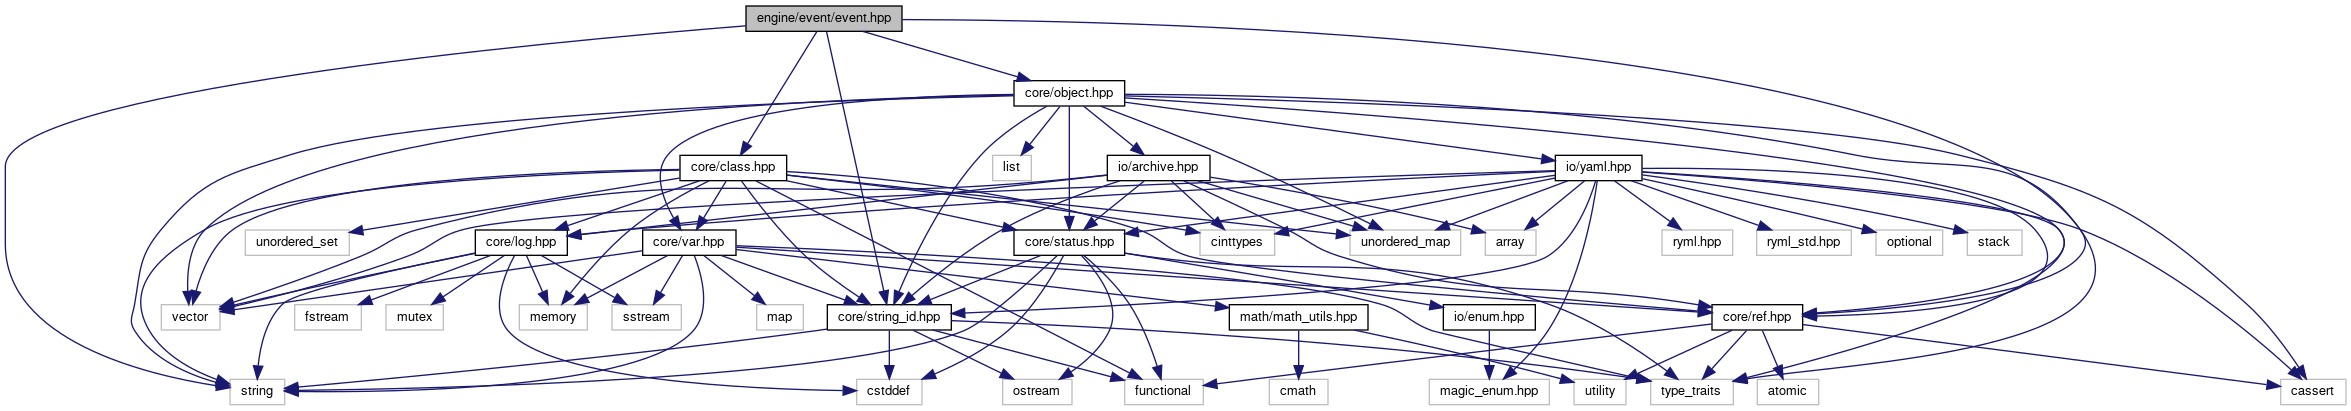 engine/event/event.hpp
core/object.hpp
core/class.hpp
list
io/archive.hpp
io/yaml.hpp
unordered_set
core/log.hpp
core/var.hpp
core/status.hpp
cinttypes
unordered_map
array
ryml.hpp
ryml_std.hpp
optional
stack
vector
fstream
mutex
memory
sstream
map
core/string_id.hpp
math/math_utils.hpp
io/enum.hpp
core/ref.hpp
string
cstddef
ostream
functional
cmath
magic_enum.hpp
utility
type_traits
atomic
cassert